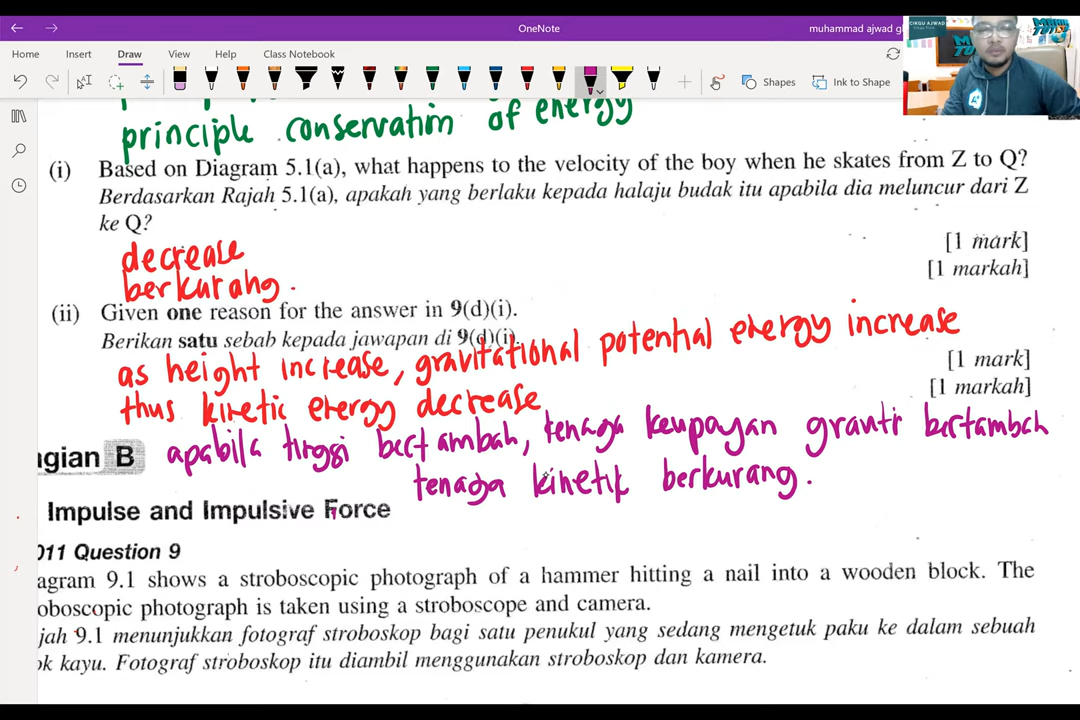 OneNote
muhammad ajwad
CIKGU AJWAD
Home Insert Draw View Help Class Notebook
Shapes Ink to Shape
principle conservation of energy
(i) Based on Diagram 5.1(a), what happens to the velocity of the boy when he skates from Z to Q?
Berdasarkan Rajah 5.1(a), apakah yang berlaku kepada halaju budak itu apabila dia meluncur dari Z
ke Q?
[1 mark]
decrease
[1 markah]
berkurang.
(ii) Given one reason for the answer in 9(d)(i).
Berikan satu sebab kepada jawapan di 9(d)(i).
as height increase, gravitational potential energy increase
[1 mark]
[1 markah]
thus kinetic energy decrease
apabila tinggi bertambah, tenaga keupayaan graviti bertambah
gian B
tenaga kinetik berkurang.
Impulse and Impulsive Force
011 Question 9
agram 9.1 shows a stroboscopic photograph of a hammer hitting a nail into a wooden block. The
oboscopic photograph is taken using a stroboscope and camera.
jah 9.1 menunjukkan fotograf stroboskop bagi satu penukul yang sedang mengetuk paku ke dalam sebuah
ok kayu. Fotograf stroboskop itu diambil menggunakan stroboskop dan kamera.